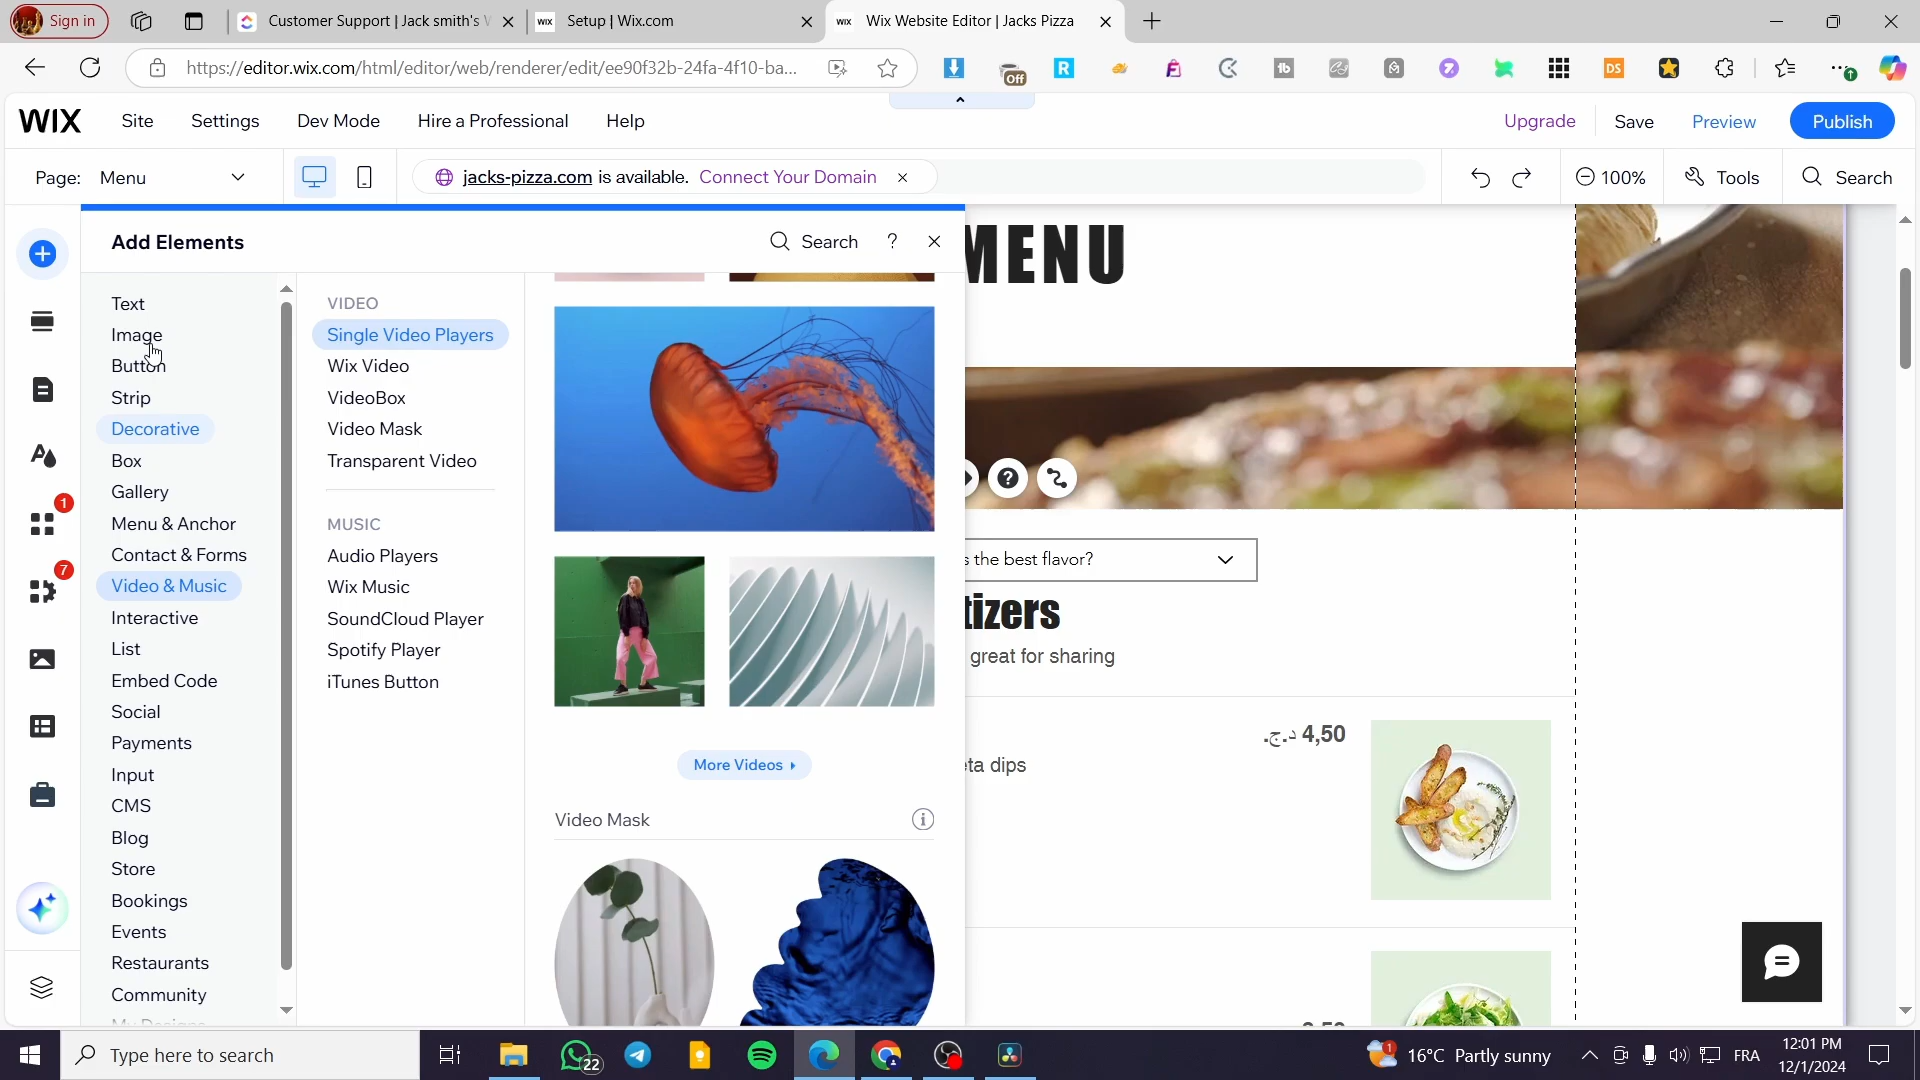 Sign in
Customer Support | Jack smith's W
Setup | Wix.com
Wix Website Editor | Jacks Pizza
https://editor.wix.com/html/editor/web/renderer/edit/ee90f32b-24fa-4f10-ba...
WIX
Site
Settings
Dev Mode
Hire a Professional
Help
Upgrade
Save
Preview
Publish
Page: Menu
jacks-pizza.com is available. Connect Your Domain
100%
Tools
Search
Add Elements
Search
Text
Image
Button
Strip
Decorative
Box
Gallery
Menu & Anchor
Contact & Forms
Video & Music
Interactive
List
Embed Code
Social
Payments
Input
CMS
Blog
Store
Bookings
Events
Restaurants
Community
My Designs
VIDEO
Single Video Players
Wix Video
VideoBox
Video Mask
Transparent Video
MUSIC
Audio Players
Wix Music
SoundCloud Player
Spotify Player
iTunes Button
More Videos
Video Mask
MENU
s the best flavor?
tizers
great for sharing
د.ج. 4,50
eta dips
1
7
Off
DS
Type here to search
22
16°C Partly sunny
FRA
12:01 PM
12/1/2024